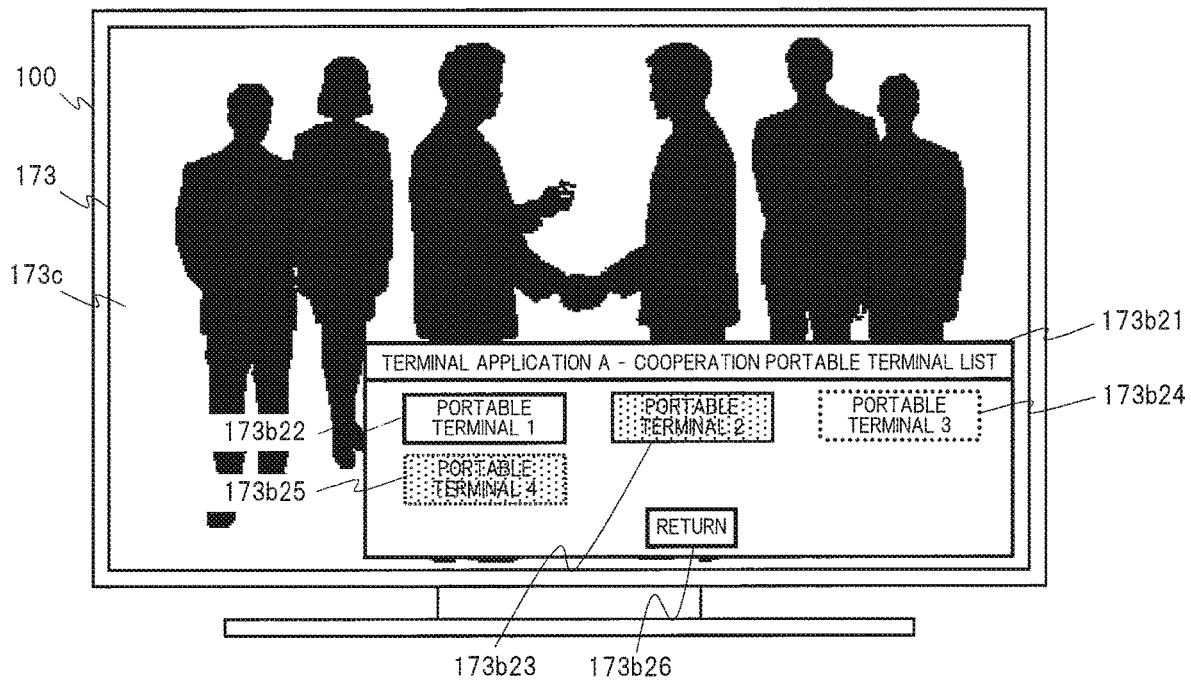 100
173
173c
173b21
TERMINAL APPLICATION A - COOPERATION PORTABLE TERMINAL LIST
173b22
PORTABLE
TERMINAL 1
PORTABLE
TERMINAL 2
PORTABLE
TERMINAL 3
173b24
173b25
PORTABLE
TERMINAL 4
RETURN
173b23
173b26